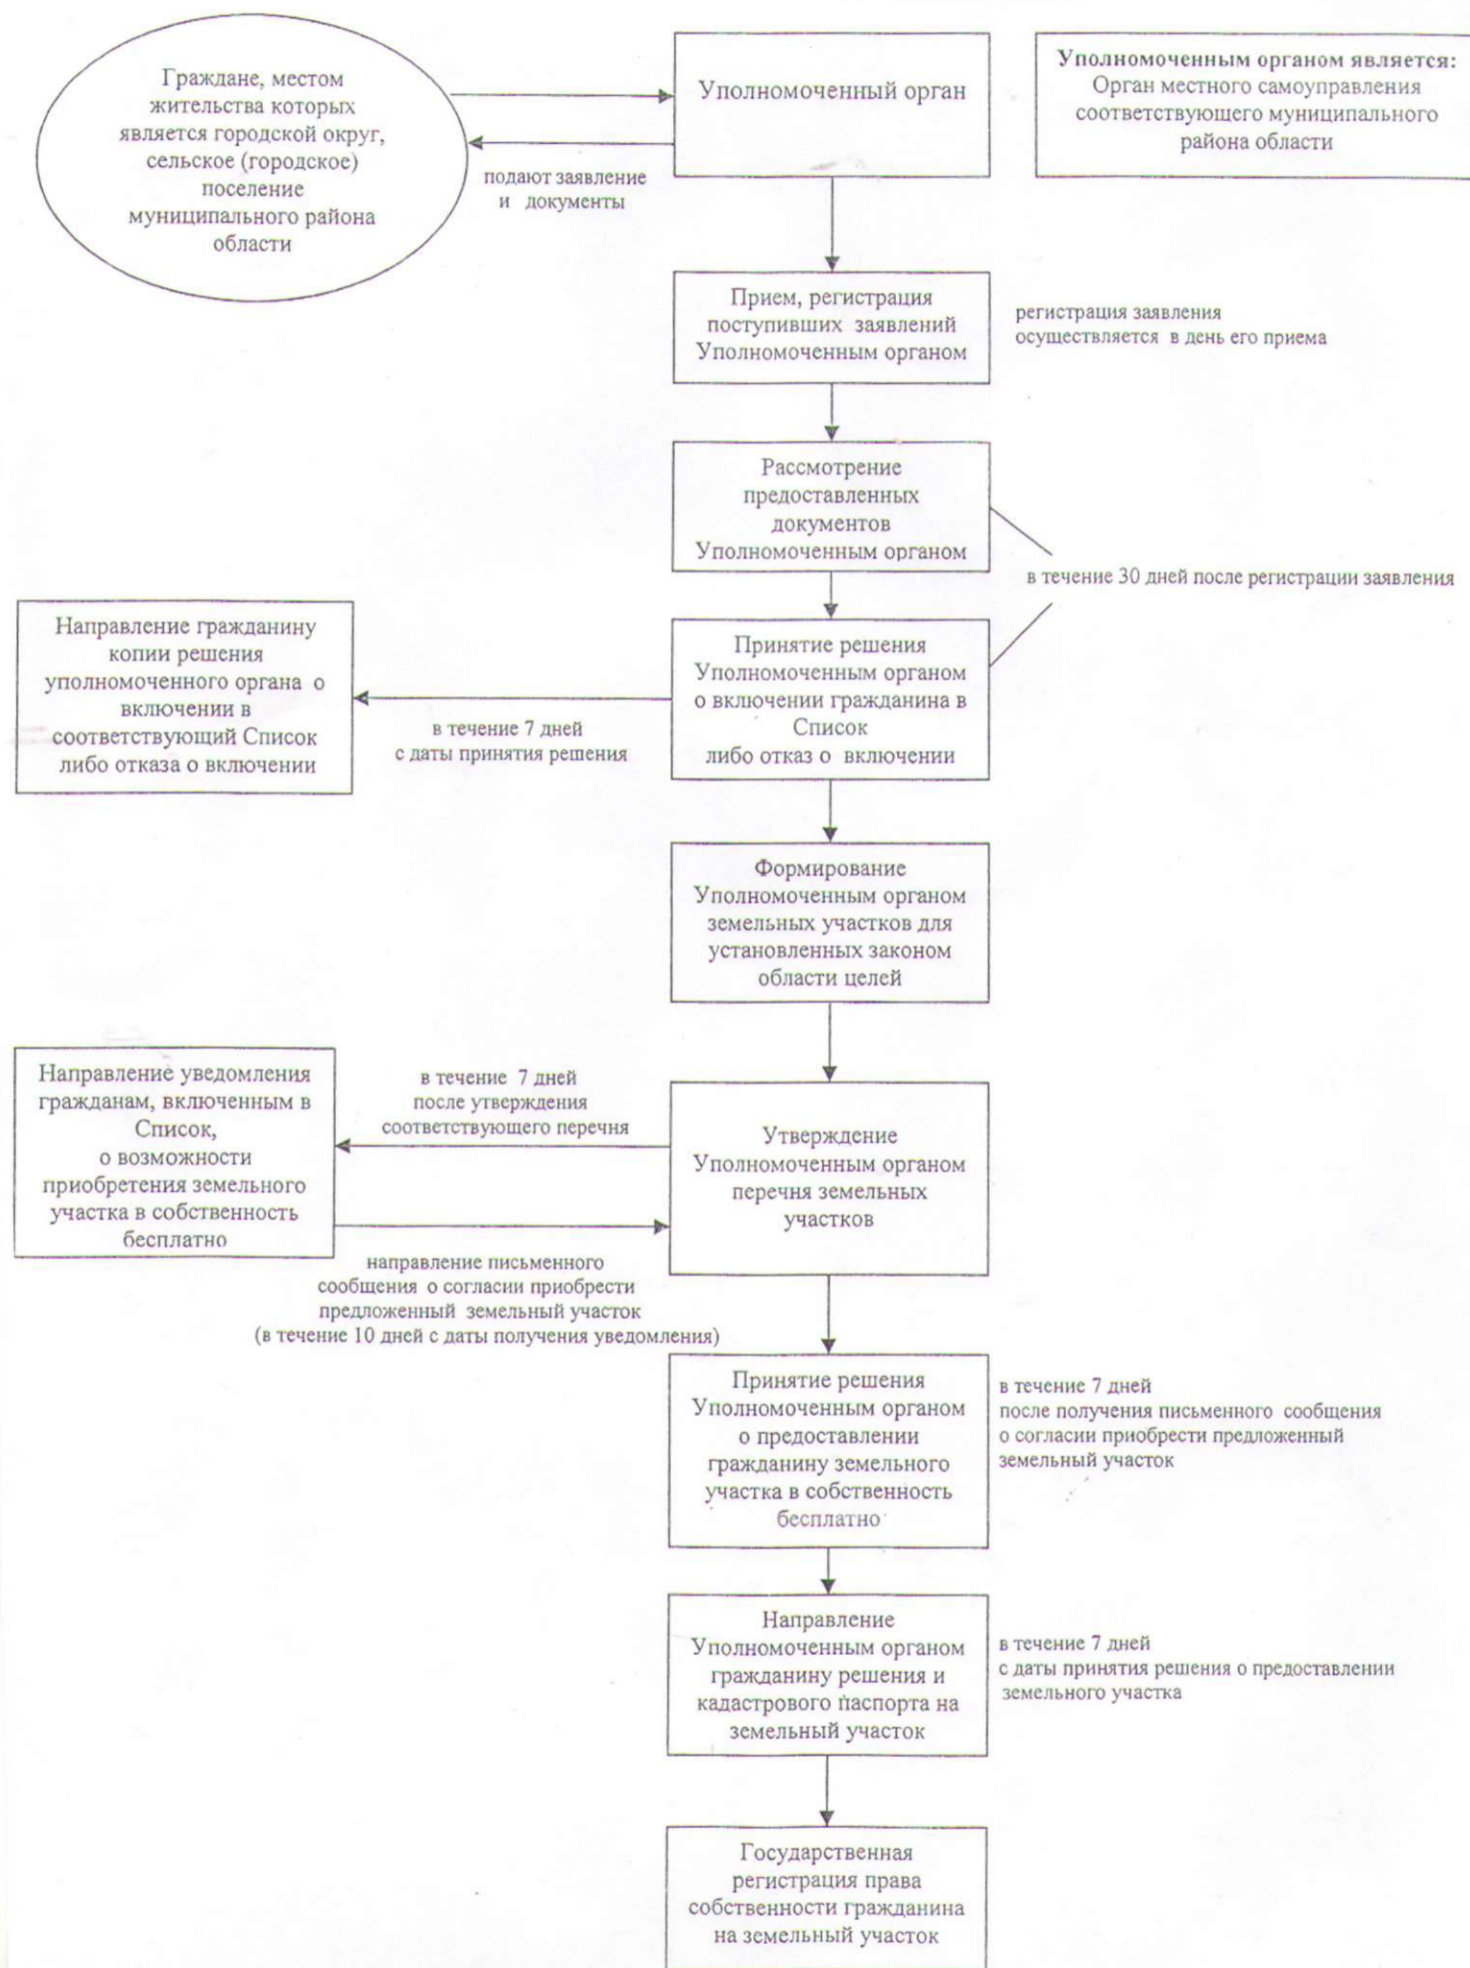 Граждане, местом
жительства которых
является городской округ,
сельское (городское)
поселение
муниципального района
области
Уполномоченный орган
Уполномоченным органом является:
Орган местного самоуправления
соответствующего муниципального
района области
подают заявление
и документы
Прием, регистрация
поступивших заявлений
Уполномоченным органом
регистрация заявления
осуществляется в день его приема
Рассмотрение
предоставленных
документов
Уполномоченным органом
в течение 30 дней после регистрации заявления
Принятие решения
Уполномоченным органом
о включении гражданина в
Список
либо отказ о включении
Направление гражданину
копии решения
уполномоченного органа о
включении в
соответствующий Список
либо отказа о включении
в течение 7 дней
с даты принятия решения
Формирование
Уполномоченным органом
земельных участков для
установленных законом
области целей
Направление уведомления
гражданам, включенным в
Список,
о возможности
приобретения земельного
участка в собственность
бесплатно
в течение 7 дней
после утверждения
соответствующего перечня
Утверждение
Уполномоченным органом
перечня земельных
участков
направление письменного
сообщения о согласии приобрести
предложенный земельный участок
(в течение 10 дней с даты получения уведомления)
Принятие решения
Уполномоченным органом
о предоставлении
гражданину земельного
участка в собственность
бесплатно
в течение 7 дней
после получения письменного сообщения
о согласии приобрести предложенный
земельный участок
Направление
Уполномоченным органом
гражданину решения и
кадастрового паспорта на
земельный участок
в течение 7 дней
с даты принятия решения о предоставлении
земельного участка
Государственная
регистрация права
собственности гражданина
на земельный участок